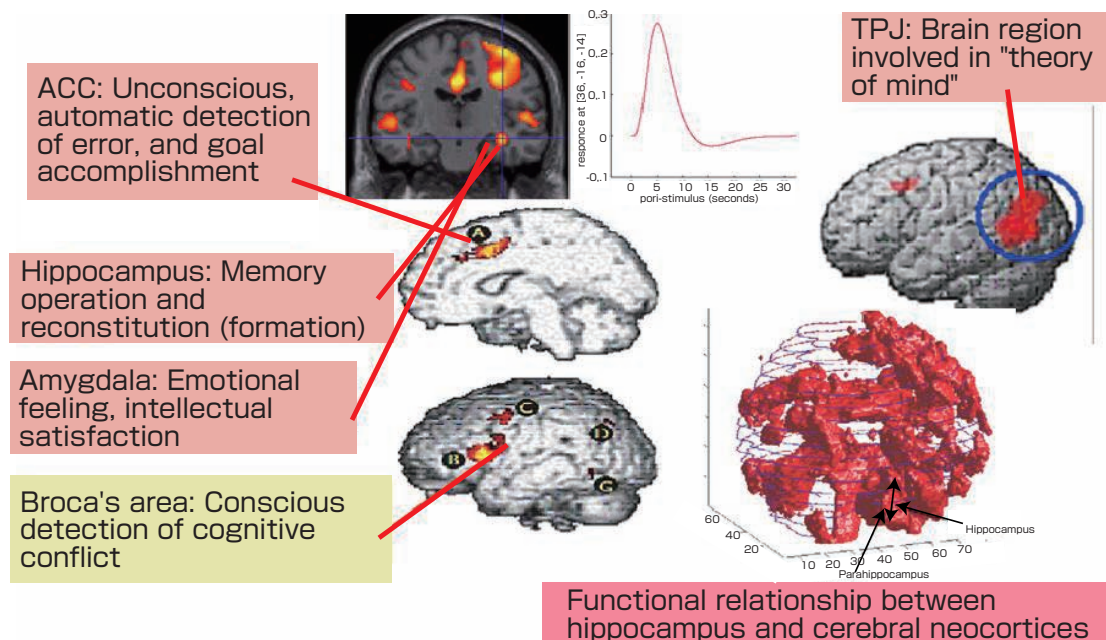 ACC: Unconscious,
automatic detection
of error, and goal
accomplishment
Hippocampus: Memory
operation and
reconstitution (formation)
Amygdala: Emotional
feeling, intellectual
satisfaction
Broca's area: Conscious
detection of cognitive
conflict
responce at [36, -16, -14]
0.3
0.2
0.1
0
-0.1
0 5 10 15 20 25 30
pori-stimulus (seconds)
TPJ: Brain region
involved in "theory
of mind"
A
B
C
D
G
60
40
20
10 20 30 40 50 60 70
Hippocampus
Parahippocampus
Functional relationship between
hippocampus and cerebral neocortices